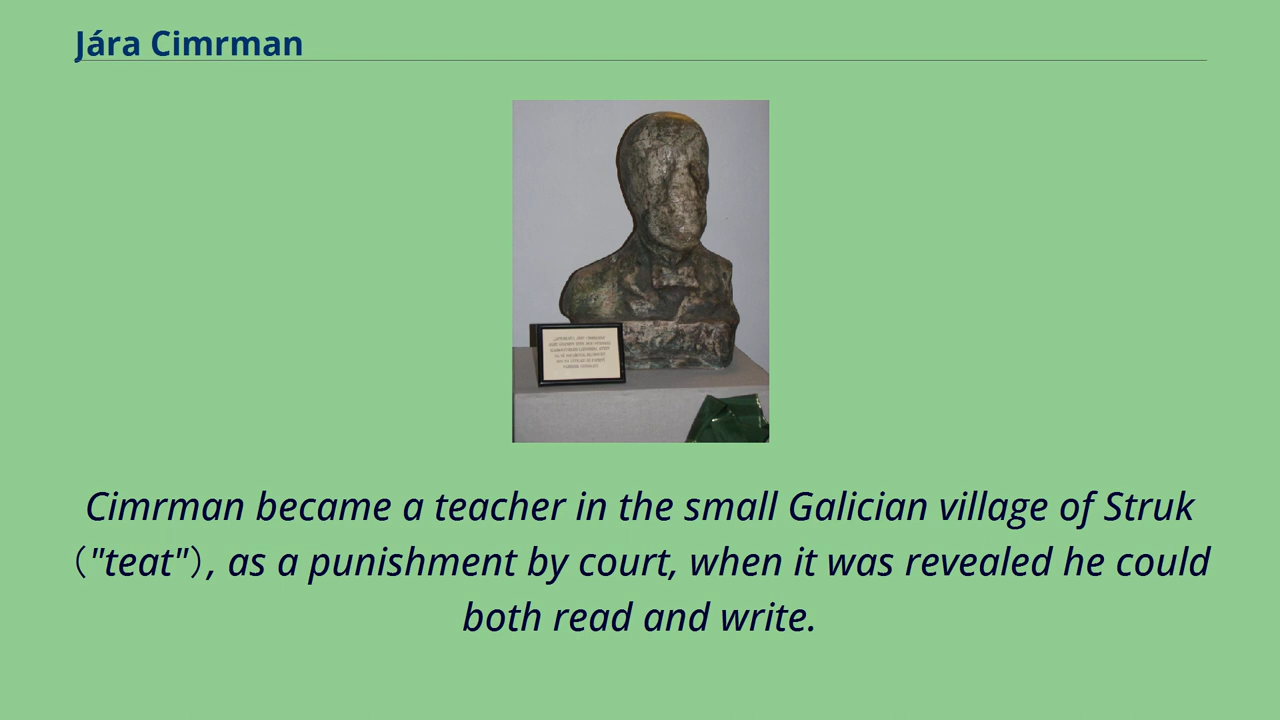 Jára Cimrman
Cimrman became a teacher in the small Galician village of Struk
("teat"), as a punishment by court, when it was revealed he could
both read and write.